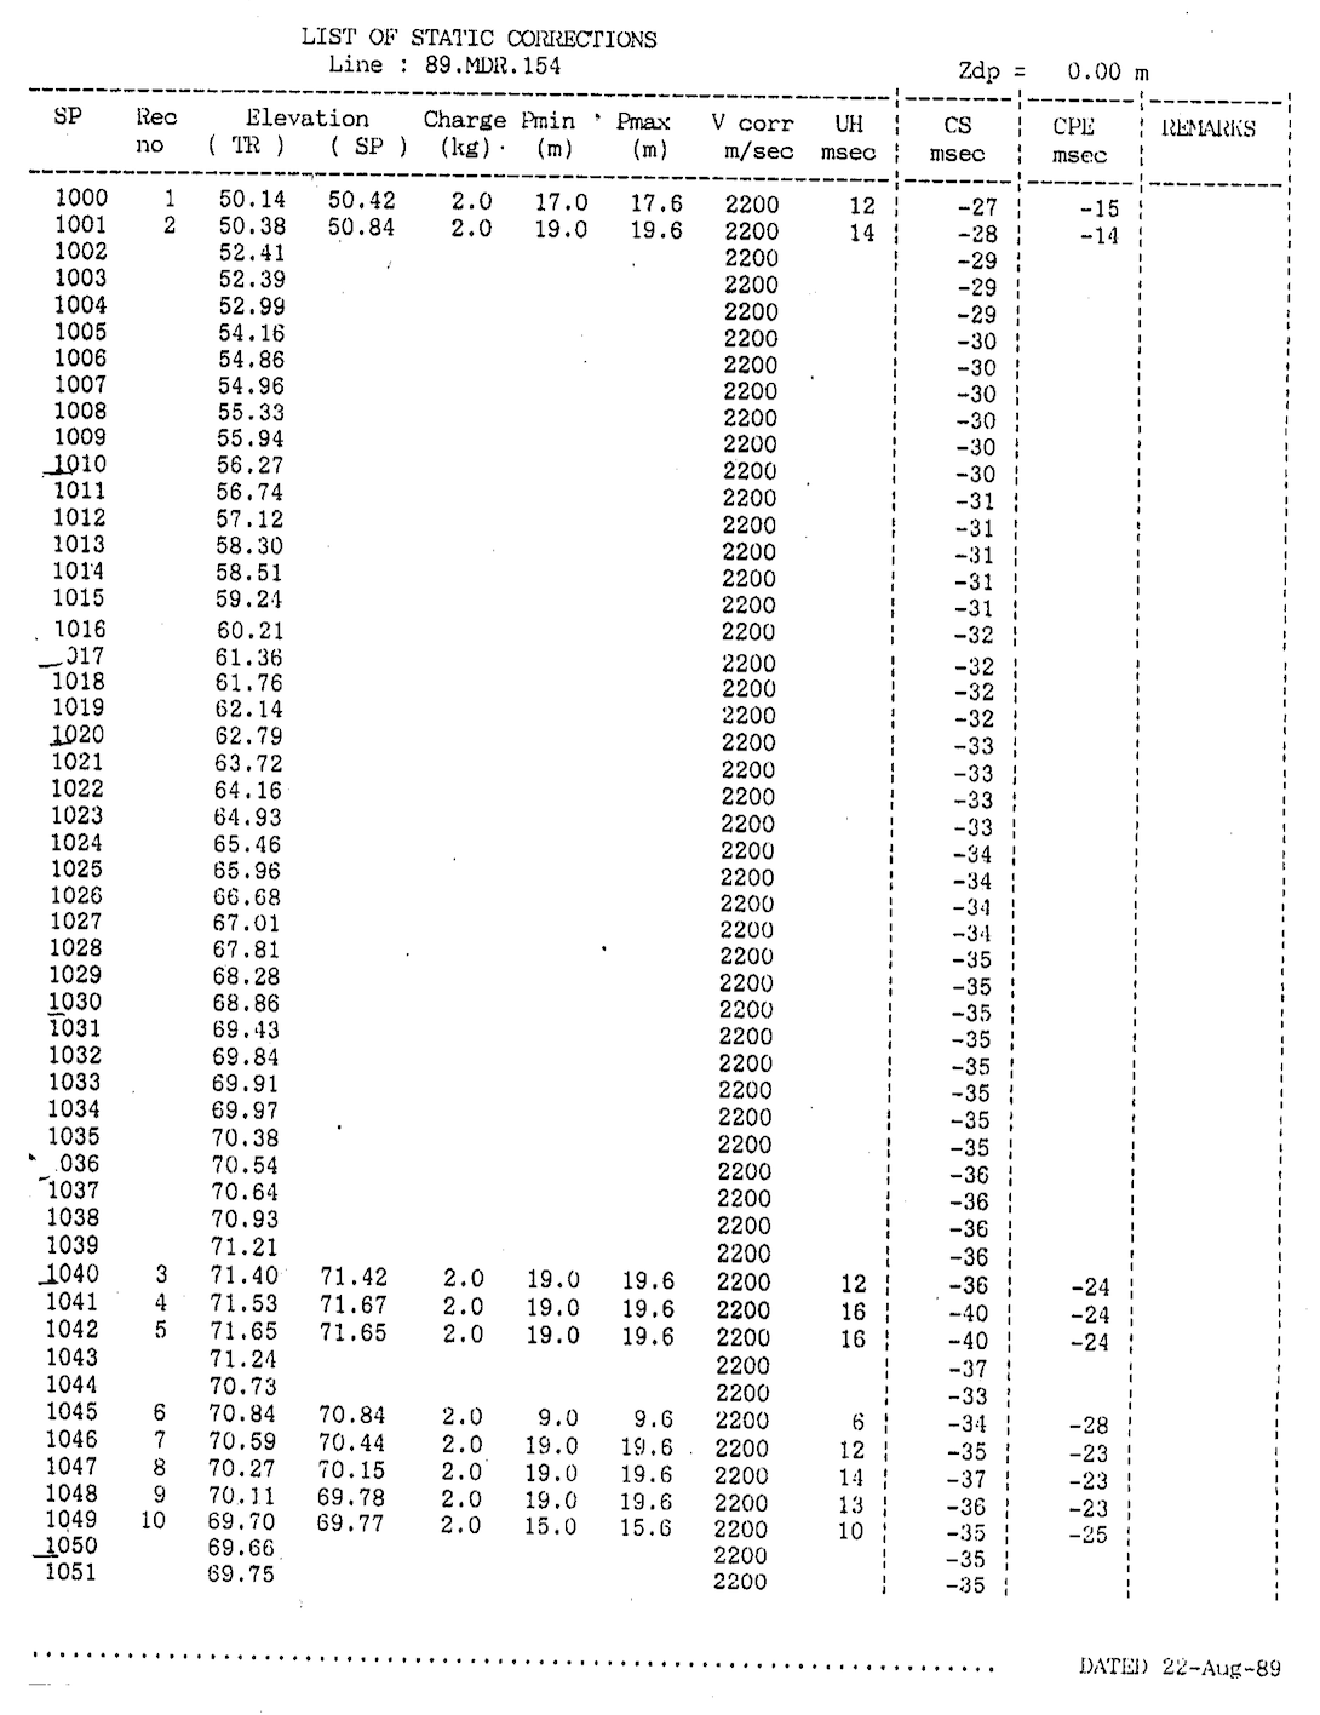 LIST OF STATIC CORRECTIONS
Line : 89.MDR.154 Zdp = 0.00 m
SP Rec Elevation Charge Pmin Pmax V corr UH CS CPE REMARKS
no ( TR ) ( SP ) (kg) (m) (m) m/sec msec msec msec
1000 1 50.14 50.42 2.0 17.0 17.6 2200 12 -27 -15
1001 2 50.38 50.84 2.0 19.0 19.6 2200 14 -28 -14
1002 52.41 2200 -29
1003 52.39 2200 -29
1004 52.99 2200 -29
1005 54.16 2200 -30
1006 54.86 2200 -30
1007 54.96 2200 -30
1008 55.33 2200 -30
1009 55.94 2200 -30
1010 56.27 2200 -30
1011 56.74 2200 -31
1012 57.12 2200 -31
1013 58.30 2200 -31
1014 58.51 2200 -31
1015 59.24 2200 -31
1016 60.21 2200 -32
017 61.36 2200 -32
1018 61.76 2200 -32
1019 62.14 2200 -32
1020 62.79 2200 -33
1021 63.72 2200 -33
1022 64.16 2200 -33
1023 64.93 2200 -33
1024 65.46 2200 -34
1025 65.96 2200 -34
1026 66.68 2200 -34
1027 67.01 2200 -34
1028 67.81 2200 -35
1029 68.28 2200 -35
1030 68.86 2200 -35
1031 69.43 2200 -35
1032 69.84 2200 -35
1033 69.91 2200 -35
1034 69.97 2200 -35
1035 70.38 2200 -35
036 70.54 2200 -36
1037 70.64 2200 -36
1038 70.93 2200 -36
1039 71.21 2200 -36
1040 3 71.40 71.42 2.0 19.0 19.6 2200 12 -36 -24
1041 4 71.53 71.67 2.0 19.0 19.6 2200 16 -40 -24
1042 5 71.65 71.65 2.0 19.0 19.6 2200 16 -40 -24
1043 71.24 2200 -37
1044 70.73 2200 -33
1045 6 70.84 70.84 2.0 9.0 9.6 2200 6 -34 -28
1046 7 70.59 70.44 2.0 19.0 19.6 2200 12 -35 -23
1047 8 70.27 70.15 2.0 19.0 19.6 2200 14 -37 -23
1048 9 70.11 69.78 2.0 19.0 19.6 2200 13 -36 -23
1049 10 69.70 69.77 2.0 15.0 15.6 2200 10 -35 -25
1050 69.66 2200 -35
1051 69.75 2200 -35
DATED 22-Aug-89